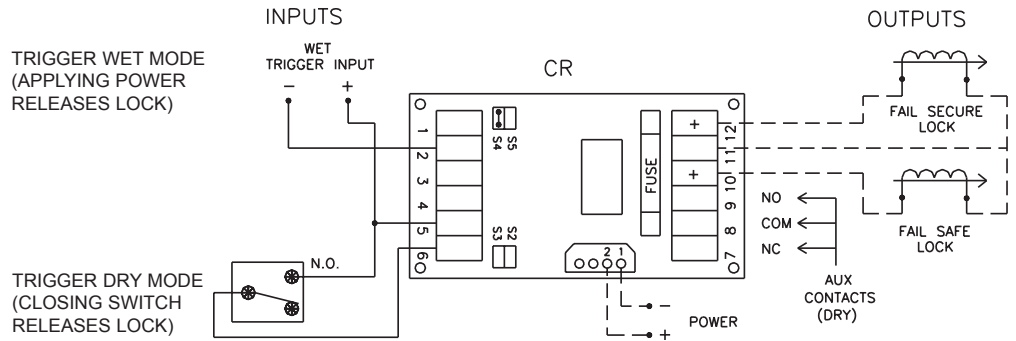 INPUTS
OUTPUTS
TRIGGER WET MODE
(APPLYING POWER
RELEASES LOCK)
WET
TRIGGER INPUT
− +
CR
1
2
3
4
5
6
S4 S5
S3 S2
FUSE
+
+
12
11
10
9
8
7
2 1
FAIL SECURE
LOCK
FAIL SAFE
LOCK
NO
COM
NC
AUX
CONTACTS
(DRY)
−
POWER
+
N.O.
TRIGGER DRY MODE
(CLOSING SWITCH
RELEASES LOCK)